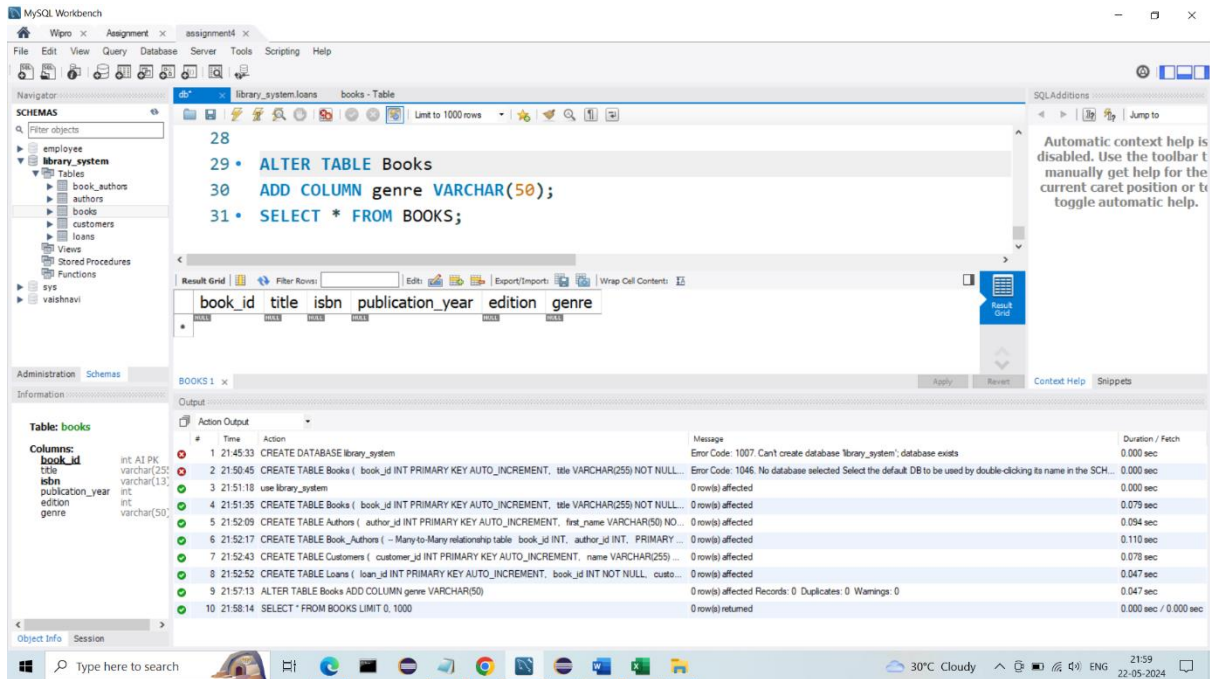 MySQL Workbench
Wipro × Assignment × assignment4 ×
File Edit View Query Database Server Tools Scripting Help
Navigator
SCHEMAS
Filter objects
employee
library_system
Tables
book_authors
authors
books
customers
loans
Views
Stored Procedures
Functions
sys
vaishnavi
Administration Schemas
Information
Table: books
Columns:
book_id int AI PK
title varchar(255
isbn varchar(13)
publication_year int
edition int
genre varchar(50)
Object Info Session
db* × library_system.loans books - Table
Limit to 1000 rows
28
29 ALTER TABLE Books
30 ADD COLUMN genre VARCHAR(50);
31 SELECT * FROM BOOKS;
Result Grid Filter Rows: Edit: Export/Import: Wrap Cell Content:
book_id title isbn publication_year edition genre
* NULL NULL NULL NULL NULL NULL
Result Grid
BOOKS 1 × Apply Revert
SQLAdditions
Jump to
Automatic context help is
disabled. Use the toolbar t
manually get help for the
current caret position or to
toggle automatic help.
Context Help Snippets
Output
Action Output
# Time Action Message Duration / Fetch
1 21:45:33 CREATE DATABASE library_system Error Code: 1007. Can't create database 'library_system'; database exists 0.000 sec
2 21:50:45 CREATE TABLE Books ( book_id INT PRIMARY KEY AUTO_INCREMENT, title VARCHAR(255) NOT NULL... Error Code: 1046. No database selected Select the default DB to be used by double-clicking its name in the SCH... 0.000 sec
3 21:51:18 use library_system 0 row(s) affected 0.000 sec
4 21:51:35 CREATE TABLE Books ( book_id INT PRIMARY KEY AUTO_INCREMENT, title VARCHAR(255) NOT NULL... 0 row(s) affected 0.079 sec
5 21:52:09 CREATE TABLE Authors ( author_id INT PRIMARY KEY AUTO_INCREMENT, first_name VARCHAR(50) NO... 0 row(s) affected 0.094 sec
6 21:52:17 CREATE TABLE Book_Authors ( -- Many-to-Many relationship table book_id INT, author_id INT, PRIMARY ... 0 row(s) affected 0.110 sec
7 21:52:43 CREATE TABLE Customers ( customer_id INT PRIMARY KEY AUTO_INCREMENT, name VARCHAR(255) ... 0 row(s) affected 0.078 sec
8 21:52:52 CREATE TABLE Loans ( loan_id INT PRIMARY KEY AUTO_INCREMENT, book_id INT NOT NULL, custo... 0 row(s) affected 0.047 sec
9 21:57:13 ALTER TABLE Books ADD COLUMN genre VARCHAR(50) 0 row(s) affected Records: 0 Duplicates: 0 Warnings: 0 0.047 sec
10 21:58:14 SELECT * FROM BOOKS LIMIT 0, 1000 0 row(s) returned 0.000 sec / 0.000 sec
Type here to search
30°C Cloudy ENG 21:59
22-05-2024